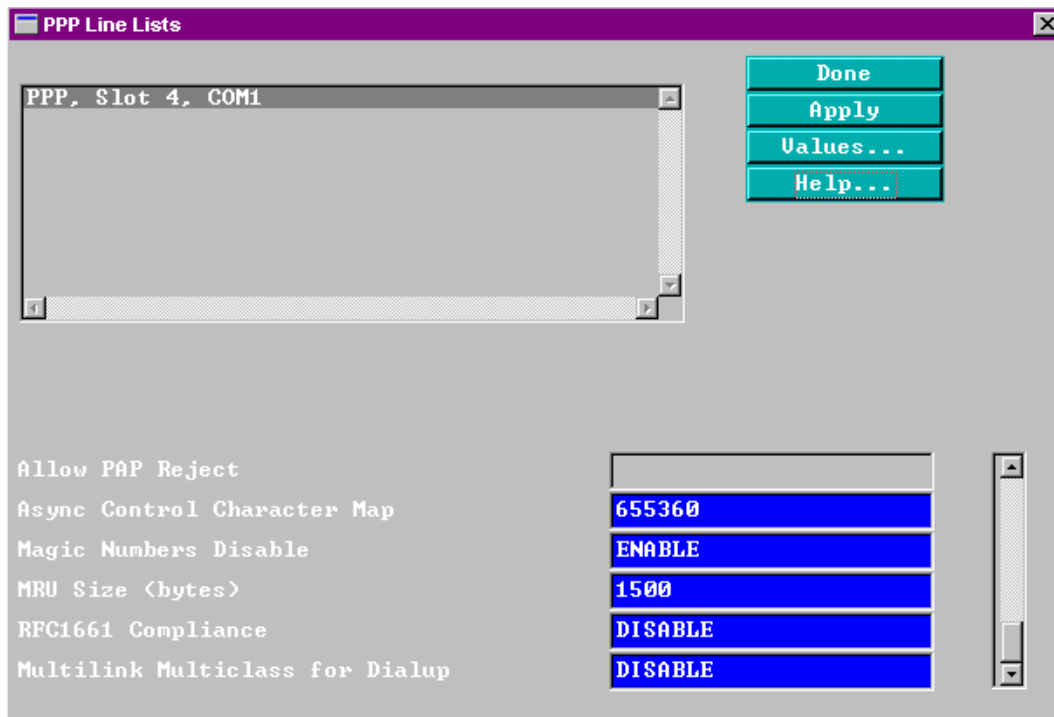 PPP Line Lists
PPP, Slot 4, COM1
Done
Apply
Values...
Help...
Allow PAP Reject
Async Control Character Map 655360
Magic Numbers Disable ENABLE
MRU Size (bytes) 1500
RFC1661 Compliance DISABLE
Multilink Multiclass for Dialup DISABLE